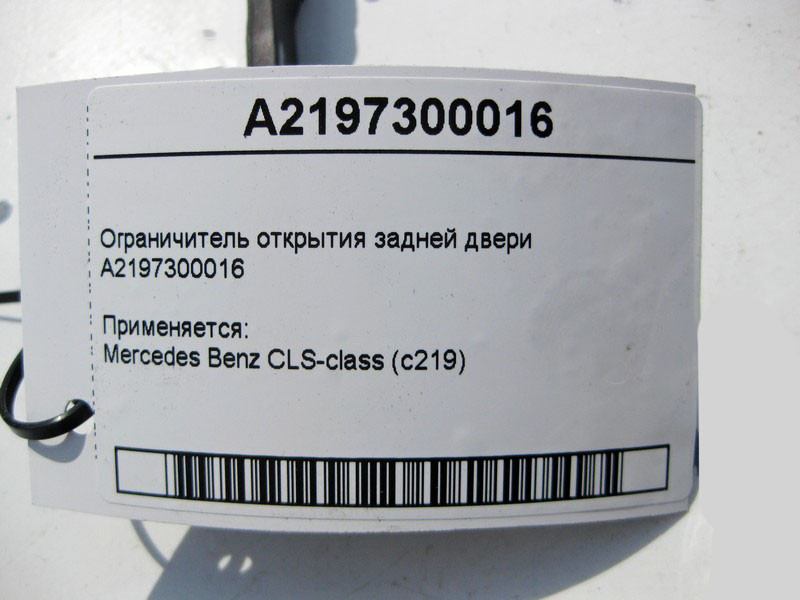 A2197300016
Ограничитель открытия задней двери
A2197300016
Применяется:
Mercedes Benz CLS-class (c219)